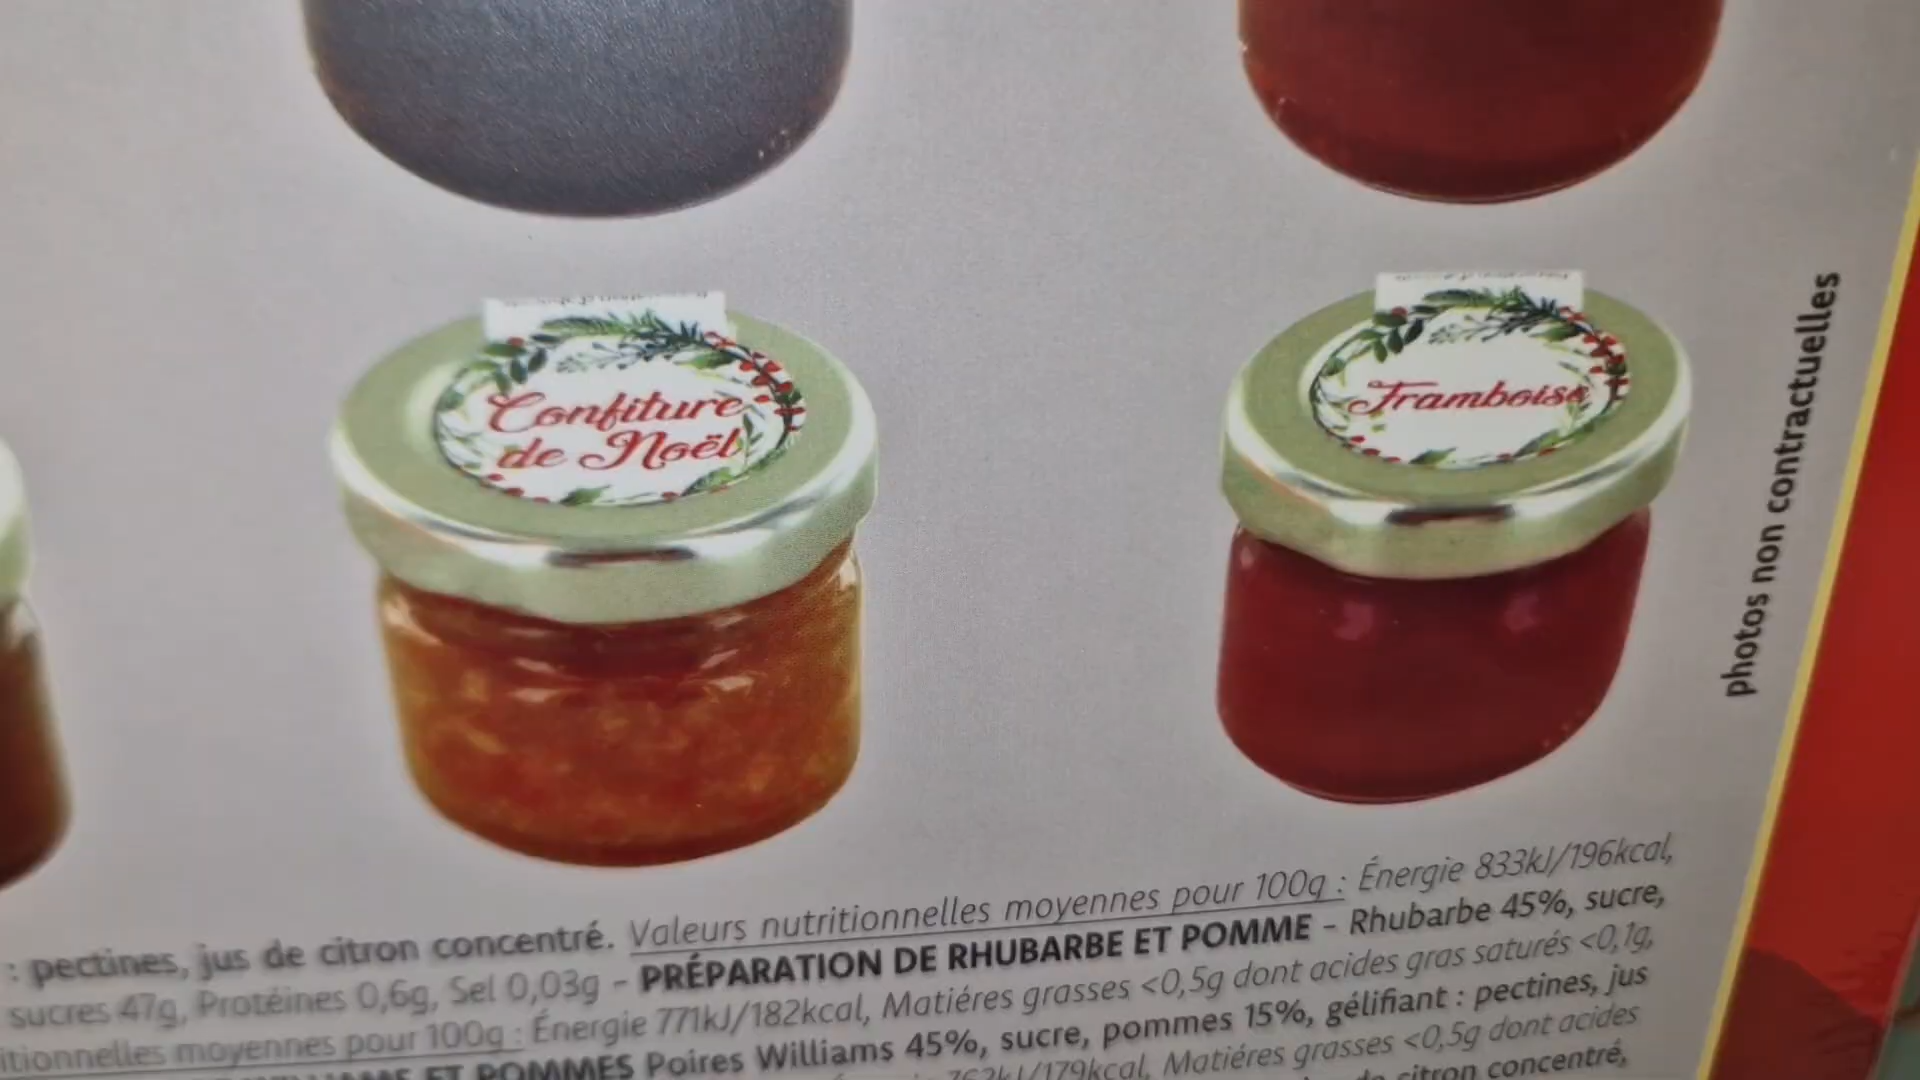 Confiture
de Noël
Framboise
photos non contractuelles
: pectines, jus de citron concentré. Valeurs nutritionnelles moyennes pour 100g : Énergie 833kJ/196kcal,
sucres 47g, Protéines 0,6g, Sel 0,03g - PRÉPARATION DE RHUBARBE ET POMME - Rhubarbe 45%, sucre,
itionnelles moyennes pour 100g : Énergie 771kJ/182kcal, Matiéres grasses <0,5g dont acides gras saturés <0,1g,
ET POMMES Poires Williams 45%, sucre, pommes 15%, gélifiant : pectines, jus
762kJ/179kcal, Matiéres grasses <0,5g dont acides
citron concentré,